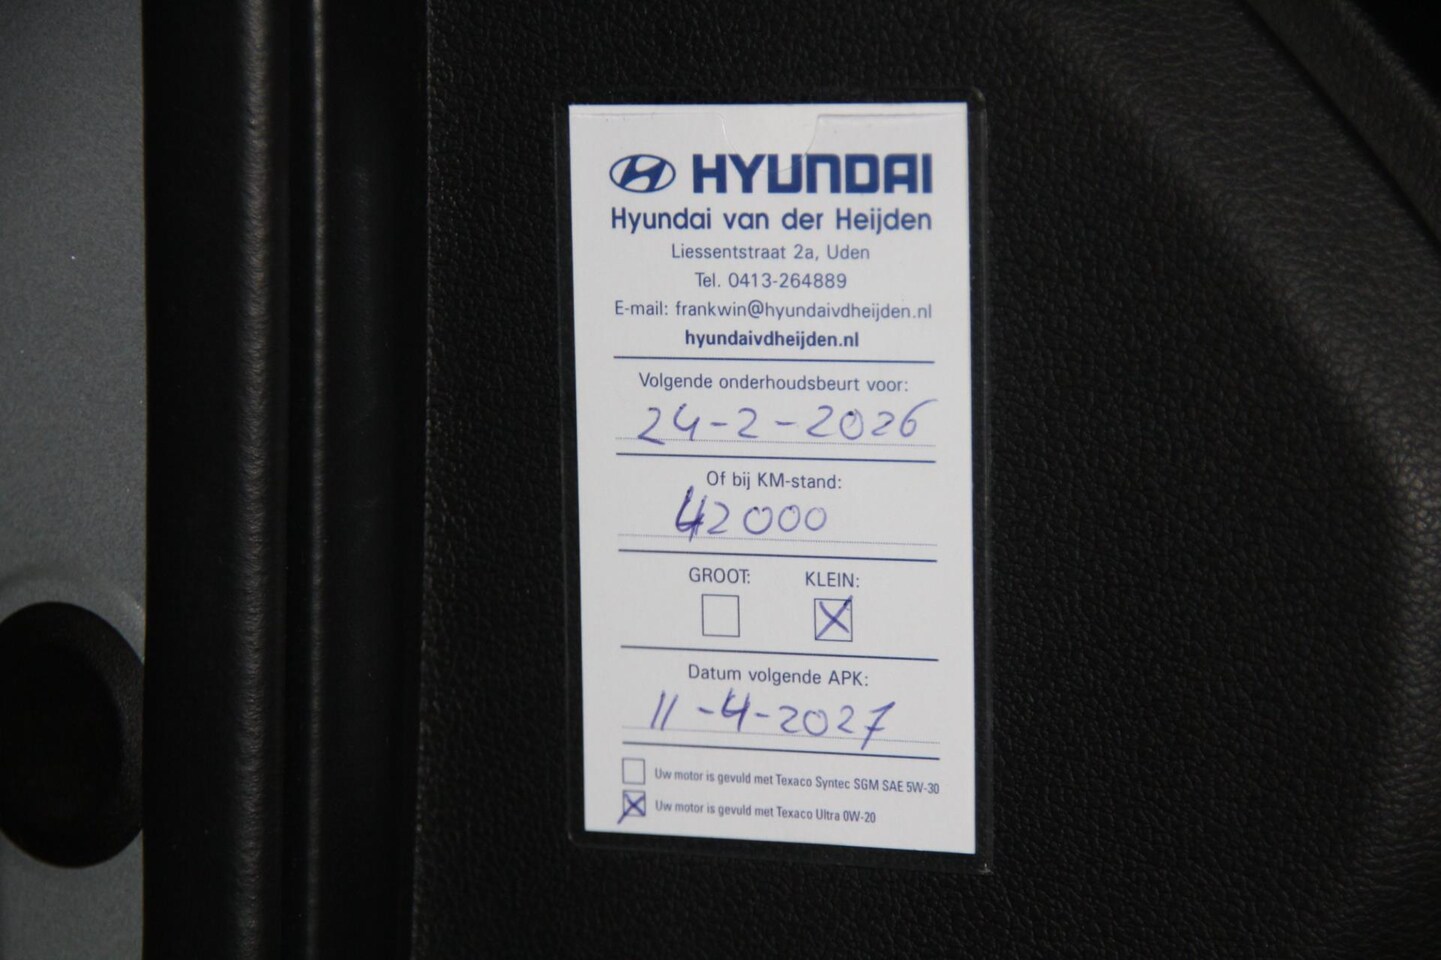 HYUNDAI
Hyundai van der Heijden
Liessentstraat 2a, Uden
Tel. 0413-264889
E-mail: frankwin@hyundaivdheijden.nl
hyundaivdheijden.nl
Volgende onderhoudsbeurt voor:
24-2-2026
Of bij KM-stand:
42000
GROOT: KLEIN:
Datum volgende APK:
11-4-2027
Uw motor is gevuld met Texaco Syntec SGM SAE 5W-30
Uw motor is gevuld met Texaco Ultra 0W-20